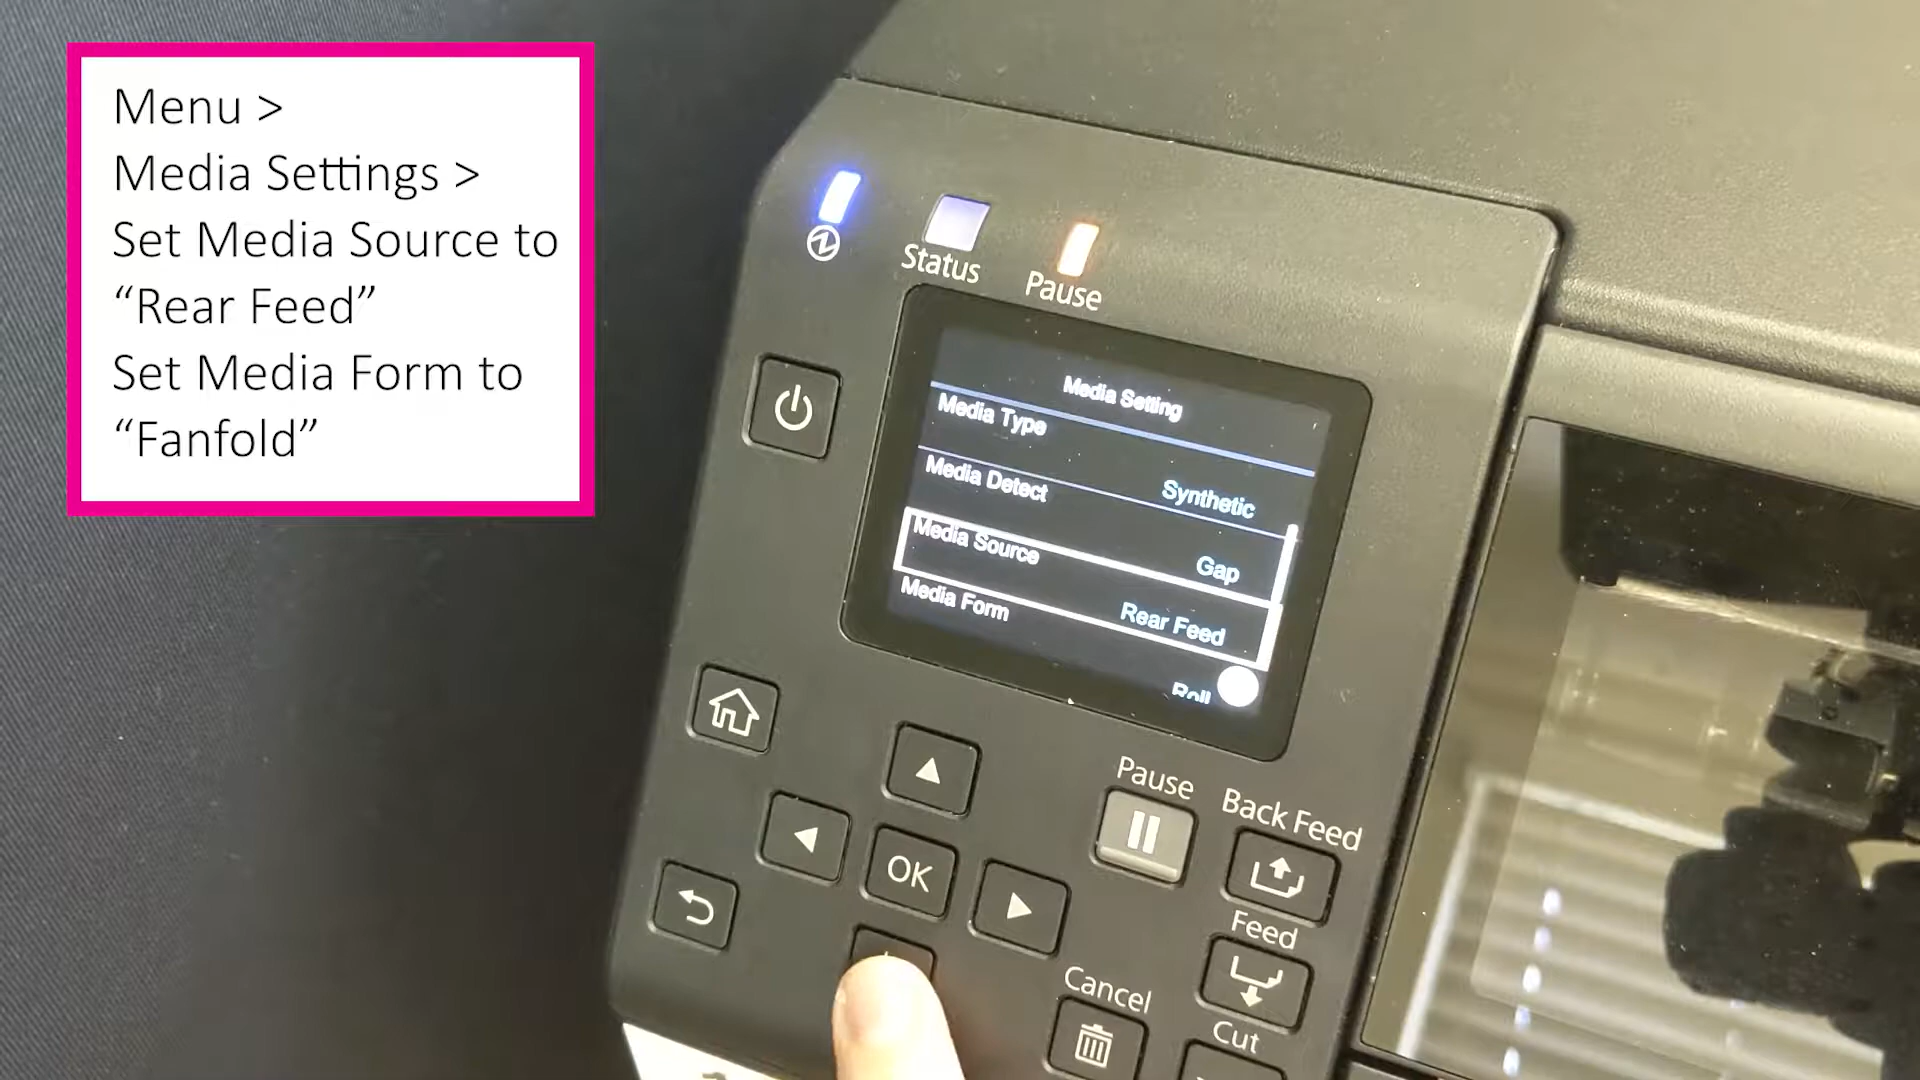 Menu >
Media Settings >
Set Media Source to
“Rear Feed”
Set Media Form to
“Fanfold”
Status
Pause
Media Setting
Media Type
Synthetic
Media Detect
Gap
Media Source
Rear Feed
Media Form
Roll
Pause
Back Feed
OK
Feed
Cancel
Cut